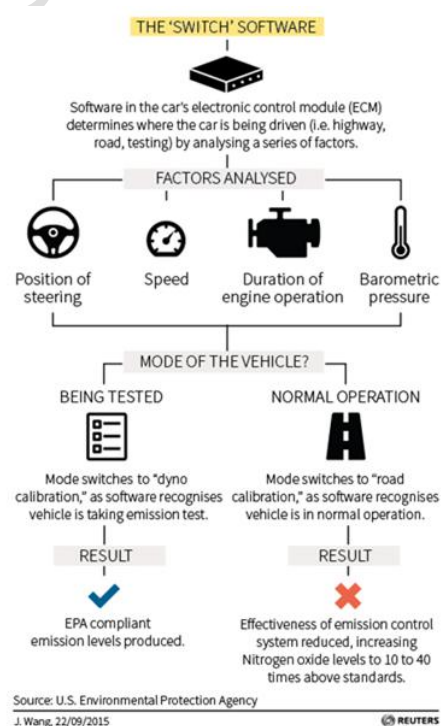 THE ‘SWITCH’ SOFTWARE
Software in the car's electronic control module (ECM)
determines where the car is being driven (i.e. highway,
road, testing) by analysing a series of factors.
FACTORS ANALYSED
Position of
steering
Speed
Duration of
engine operation
Barometric
pressure
MODE OF THE VEHICLE?
BEING TESTED
Mode switches to “dyno
calibration,” as software recognises
vehicle is taking emission test.
RESULT
EPA compliant
emission levels produced.
NORMAL OPERATION
Mode switches to “road
calibration,” as software recognises
vehicle is in normal operation.
RESULT
Effectiveness of emission control
system reduced, increasing
Nitrogen oxide levels to 10 to 40
times above standards.
Source: U.S. Environmental Protection Agency
J. Wang, 22/09/2015
REUTERS